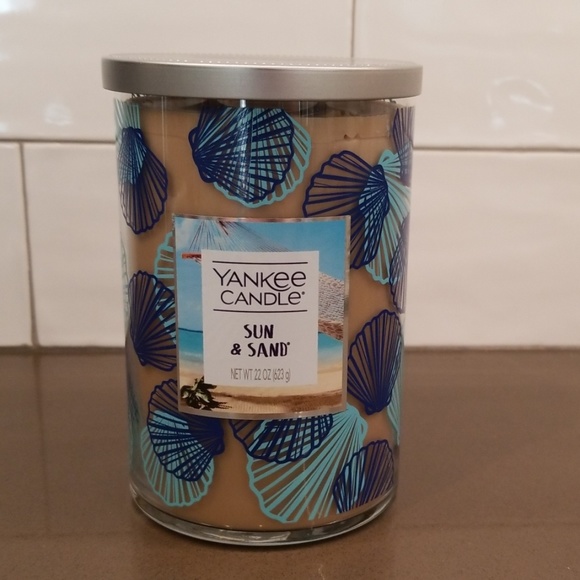 YANKEE
CANDLE®
SUN
& SAND®
NET WT 22 OZ (623 g)